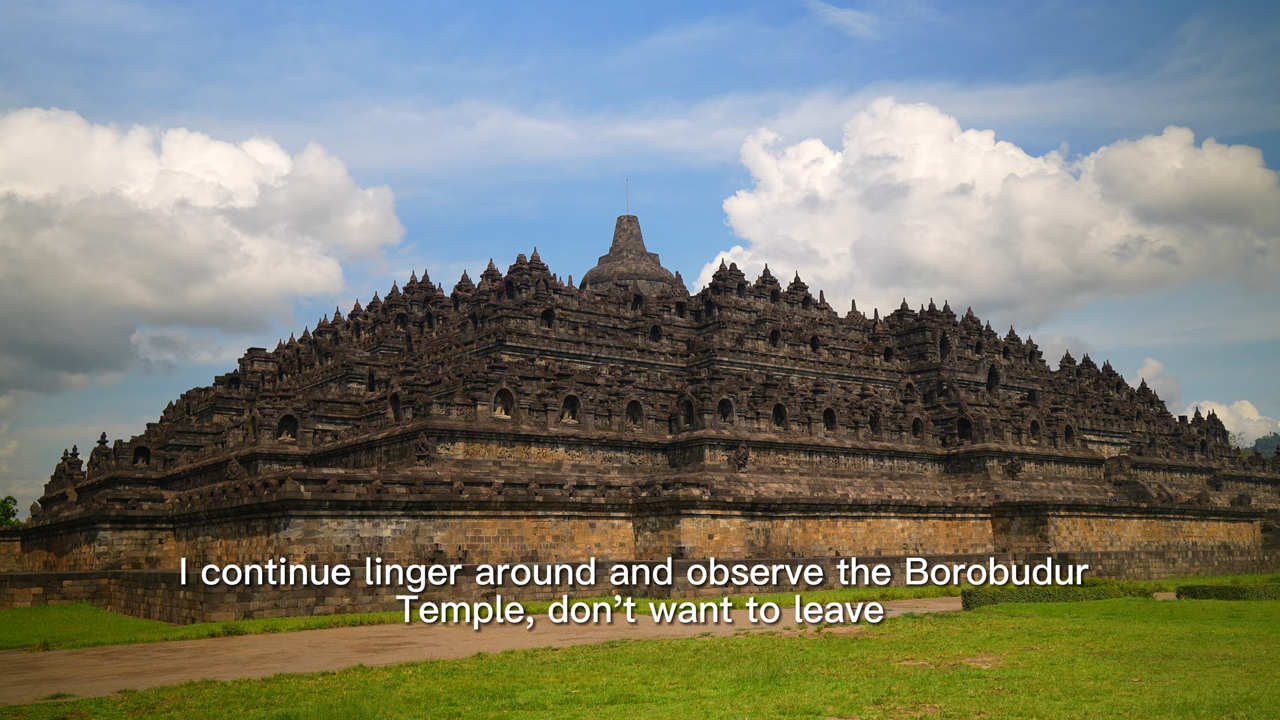 I continue linger around and observe the Borobudur
Temple, don’t want to leave